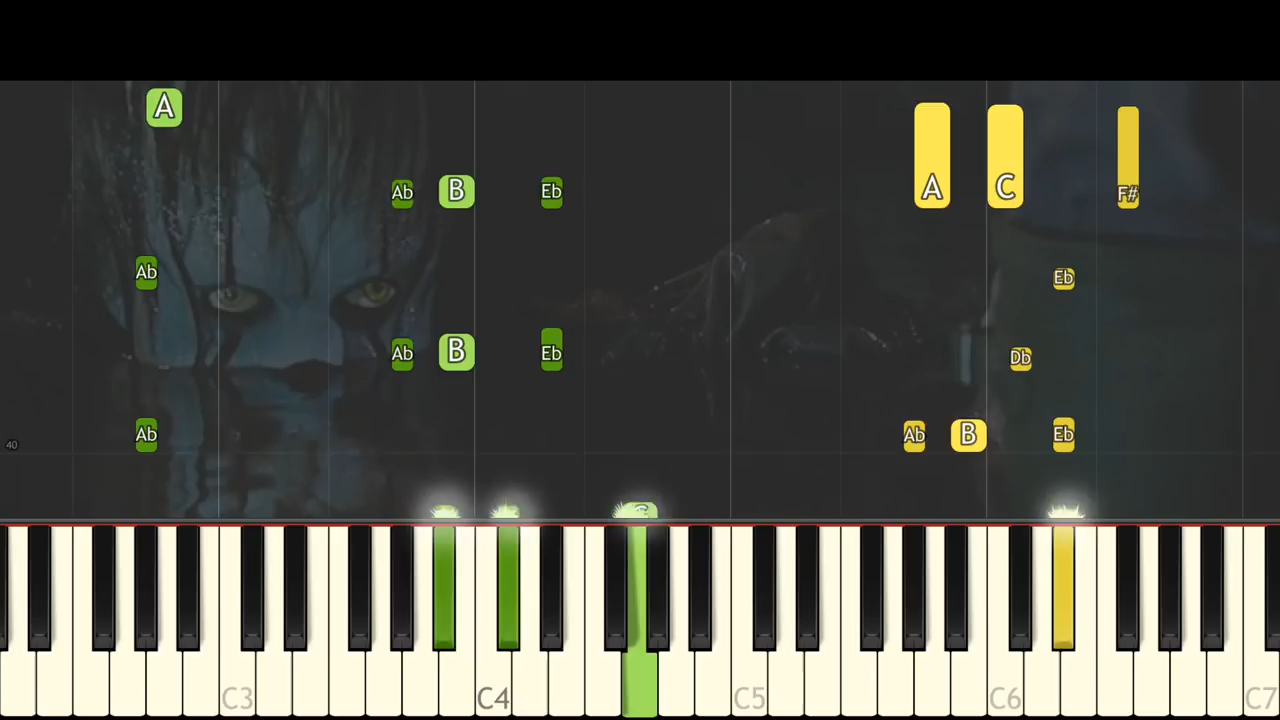 A
Ab B Eb A C F#
Ab Eb
Ab B Eb Db
Ab Ab B Eb
40
C3 C4 C5 C6 C7